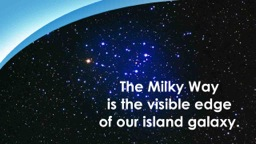 The Milky Way
is the visible edge
of our island galaxy.